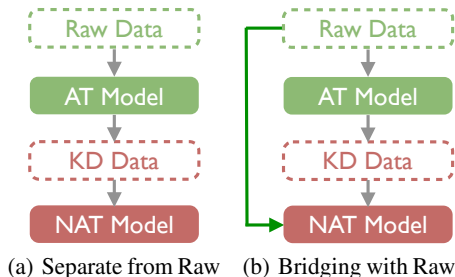 Raw Data
AT Model
KD Data
NAT Model
(a) Separate from Raw
Raw Data
AT Model
KD Data
NAT Model
(b) Bridging with Raw